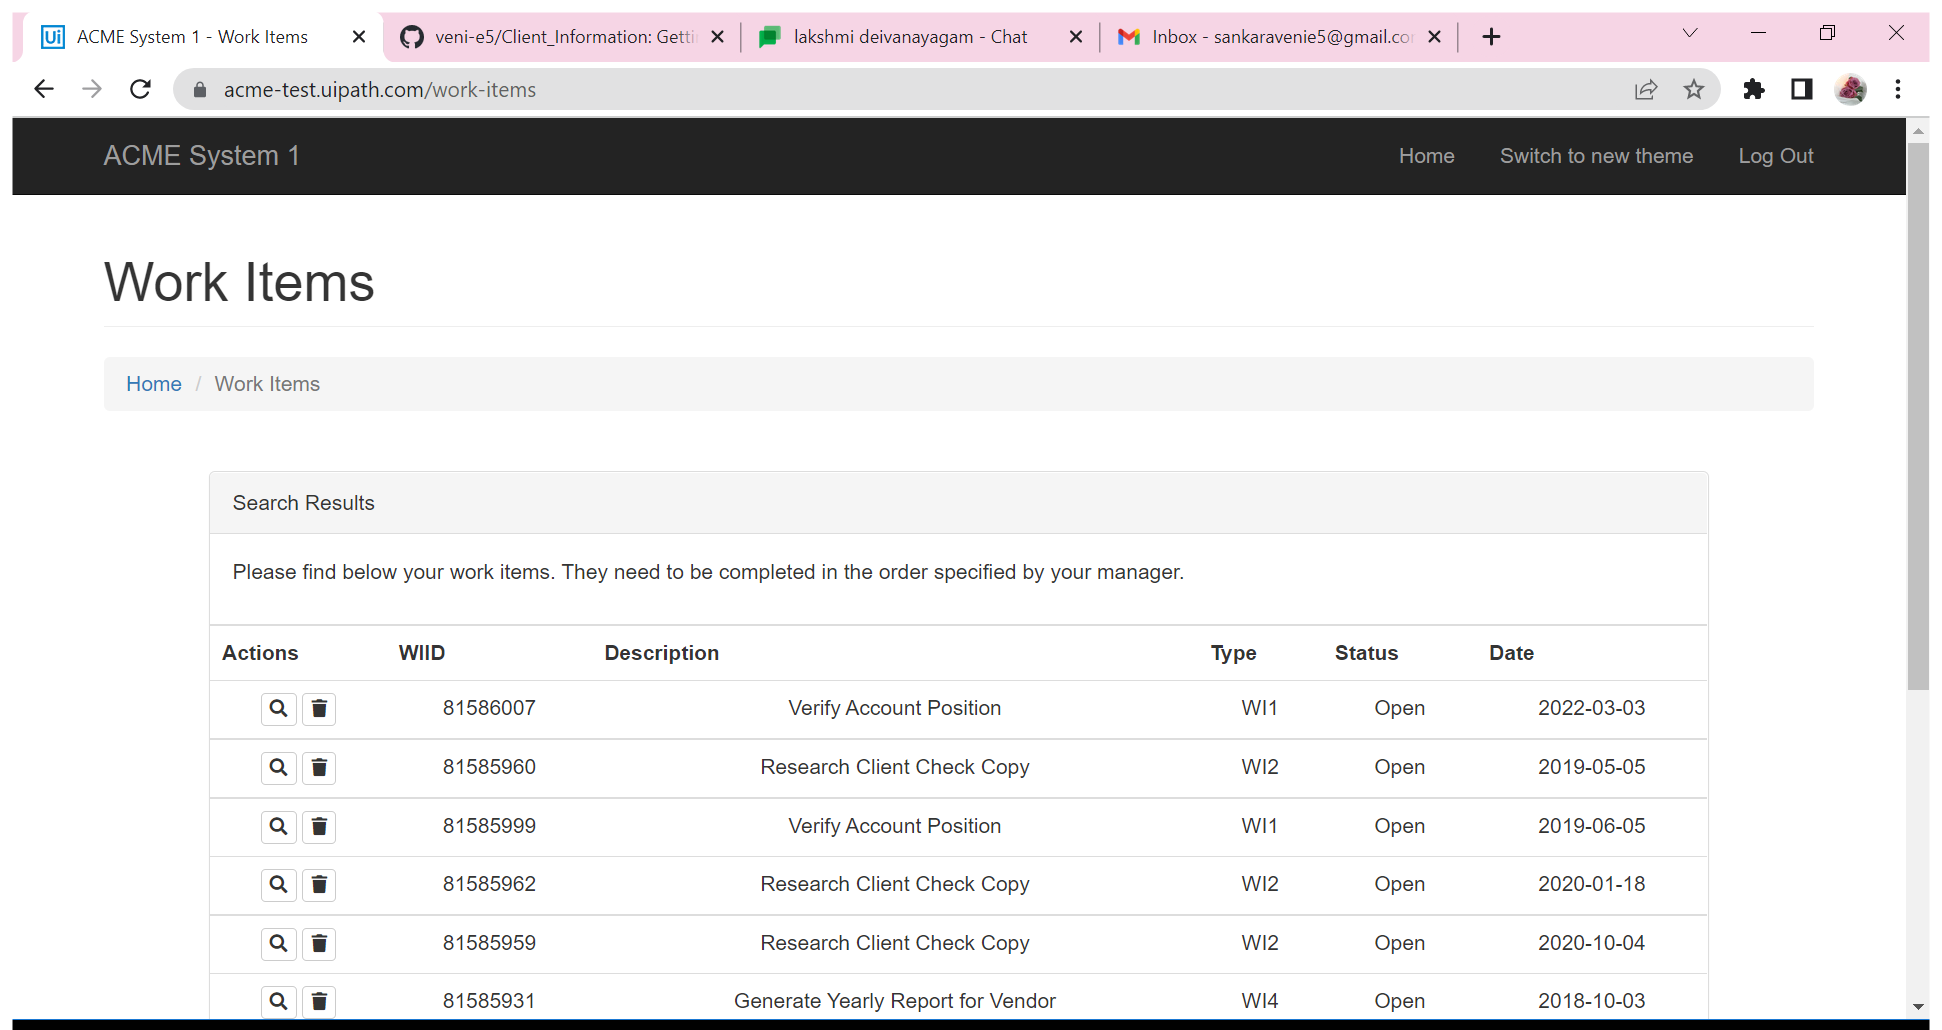 ACME System 1 - Work Items
veni-e5/Client_Information: Getti
lakshmi deivanayagam - Chat
Inbox - sankaravenie5@gmail.co
acme-test.uipath.com/work-items
ACME System 1
Home
Switch to new theme
Log Out
Work Items
Home / Work Items
Search Results
Please find below your work items. They need to be completed in the order specified by your manager.
Actions WIID Description Type Status Date
81586007 Verify Account Position WI1 Open 2022-03-03
81585960 Research Client Check Copy WI2 Open 2019-05-05
81585999 Verify Account Position WI1 Open 2019-06-05
81585962 Research Client Check Copy WI2 Open 2020-01-18
81585959 Research Client Check Copy WI2 Open 2020-10-04
81585931 Generate Yearly Report for Vendor WI4 Open 2018-10-03